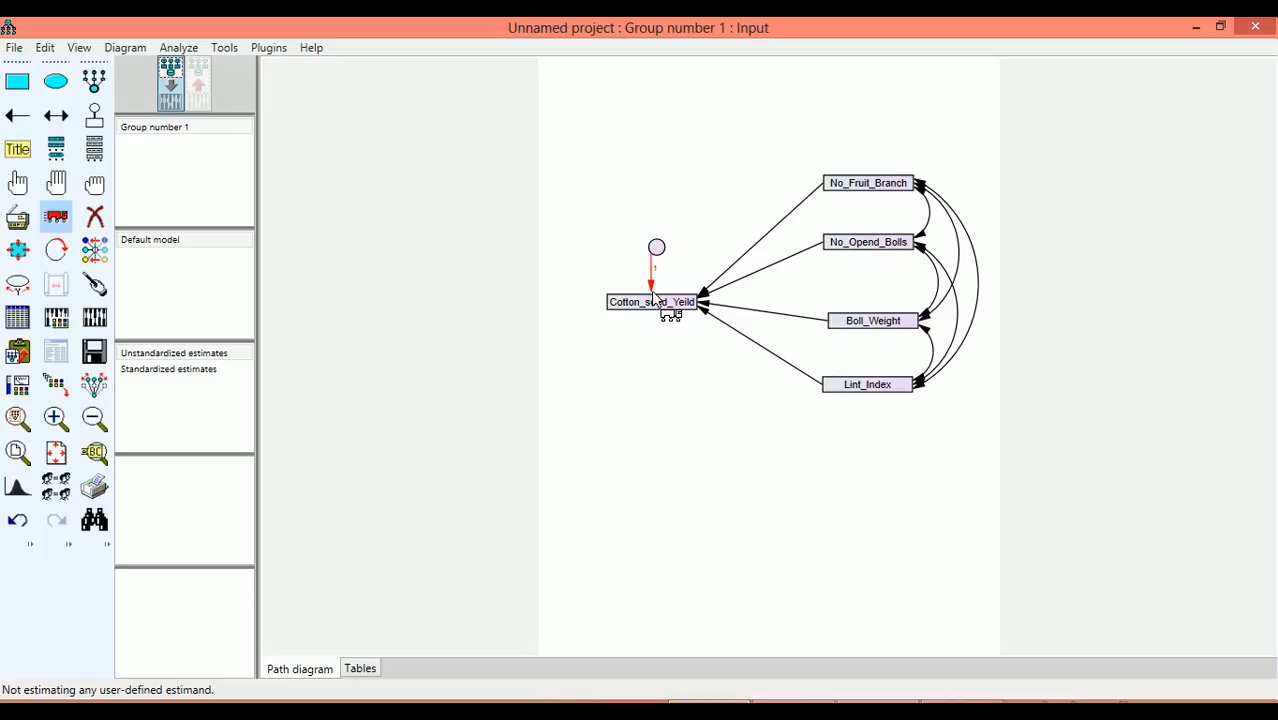 Unnamed project : Group number 1 : Input
File Edit View Diagram Analyze Tools Plugins Help
Title
Group number 1
Default model
Unstandardized estimates
Standardized estimates
No_Fruit_Branch
No_Opend_Bolls
1
Boll_Weight
Lint_Index
Path diagram Tables
Not estimating any user-defined estimand.